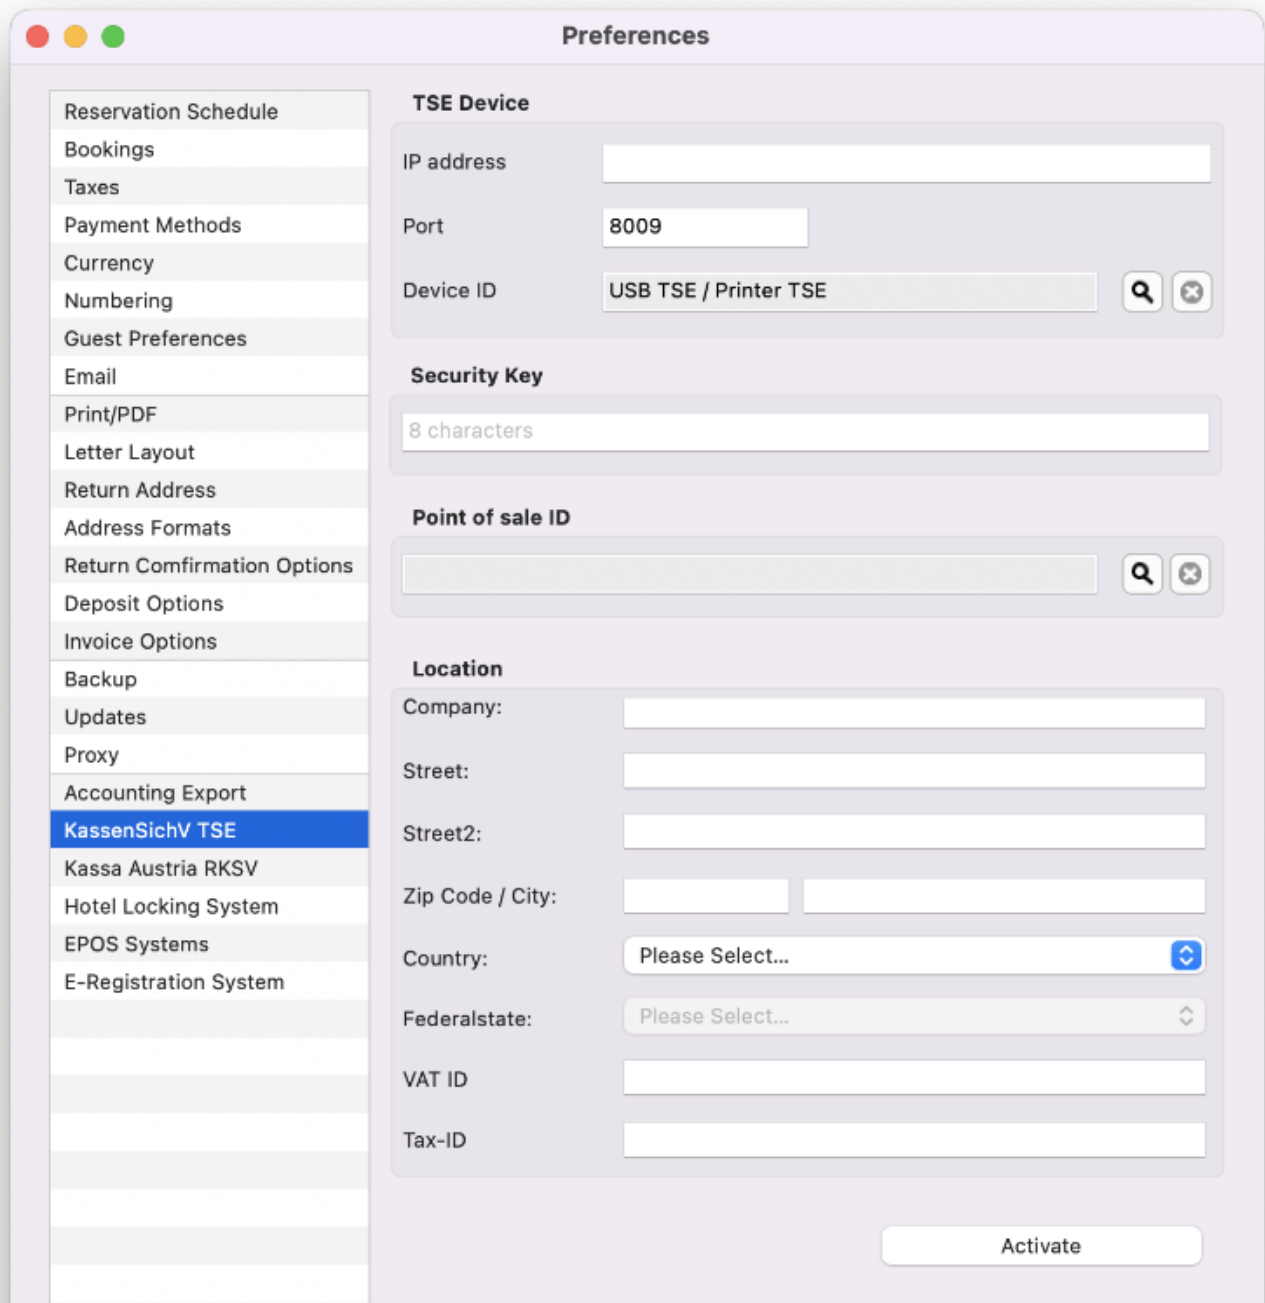 Preferences
Reservation Schedule
Bookings
Taxes
Payment Methods
Currency
Numbering
Guest Preferences
Email
Print/PDF
Letter Layout
Return Address
Address Formats
Return Comfirmation Options
Deposit Options
Invoice Options
Backup
Updates
Proxy
Accounting Export
KassenSichV TSE
Kassa Austria RKSV
Hotel Locking System
EPOS Systems
E-Registration System
TSE Device
IP address
Port 8009
Device ID USB TSE / Printer TSE
Security Key
8 characters
Point of sale ID
Location
Company:
Street:
Street2:
Zip Code / City:
Country: Please Select...
Federalstate: Please Select...
VAT ID
Tax-ID
Activate